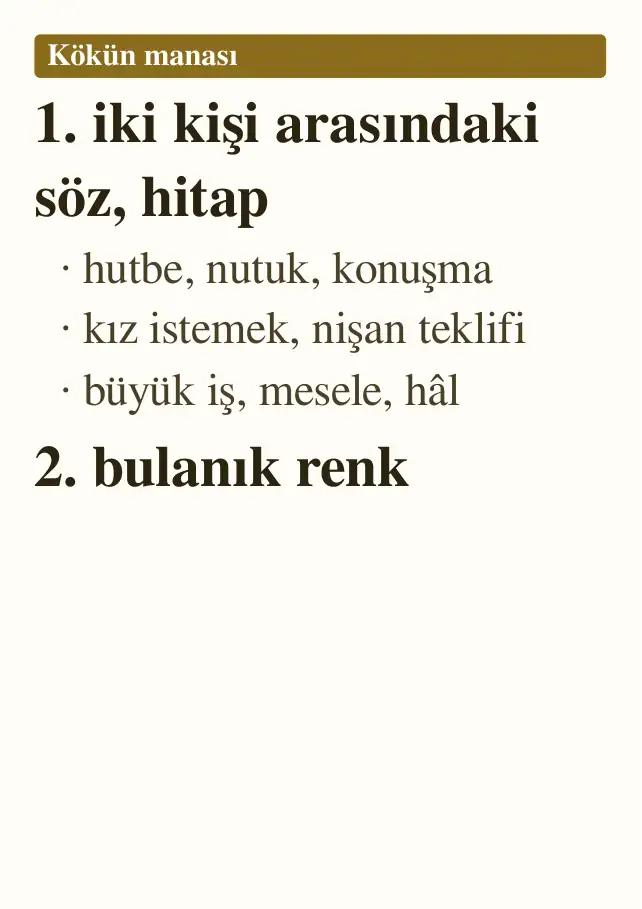 Kökün manası
1. iki kişi arasındaki
söz, hitap
· hutbe, nutuk, konuşma
· kız istemek, nişan teklifi
· büyük iş, mesele, hâl
2. bulanık renk